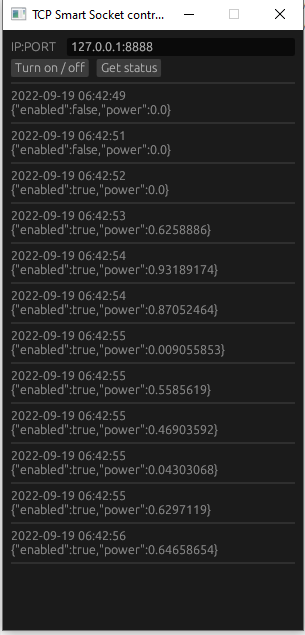 TCP Smart Socket contr...
IP:PORT 127.0.0.1:8888
Turn on / off Get status
2022-09-19 06:42:49
{"enabled":false,"power":0.0}
2022-09-19 06:42:51
{"enabled":false,"power":0.0}
2022-09-19 06:42:52
{"enabled":true,"power":0.0}
2022-09-19 06:42:53
{"enabled":true,"power":0.6258886}
2022-09-19 06:42:54
{"enabled":true,"power":0.93189174}
2022-09-19 06:42:54
{"enabled":true,"power":0.87052464}
2022-09-19 06:42:55
{"enabled":true,"power":0.009055853}
2022-09-19 06:42:55
{"enabled":true,"power":0.5585619}
2022-09-19 06:42:55
{"enabled":true,"power":0.46903592}
2022-09-19 06:42:55
{"enabled":true,"power":0.04303068}
2022-09-19 06:42:55
{"enabled":true,"power":0.6297119}
2022-09-19 06:42:56
{"enabled":true,"power":0.64658654}